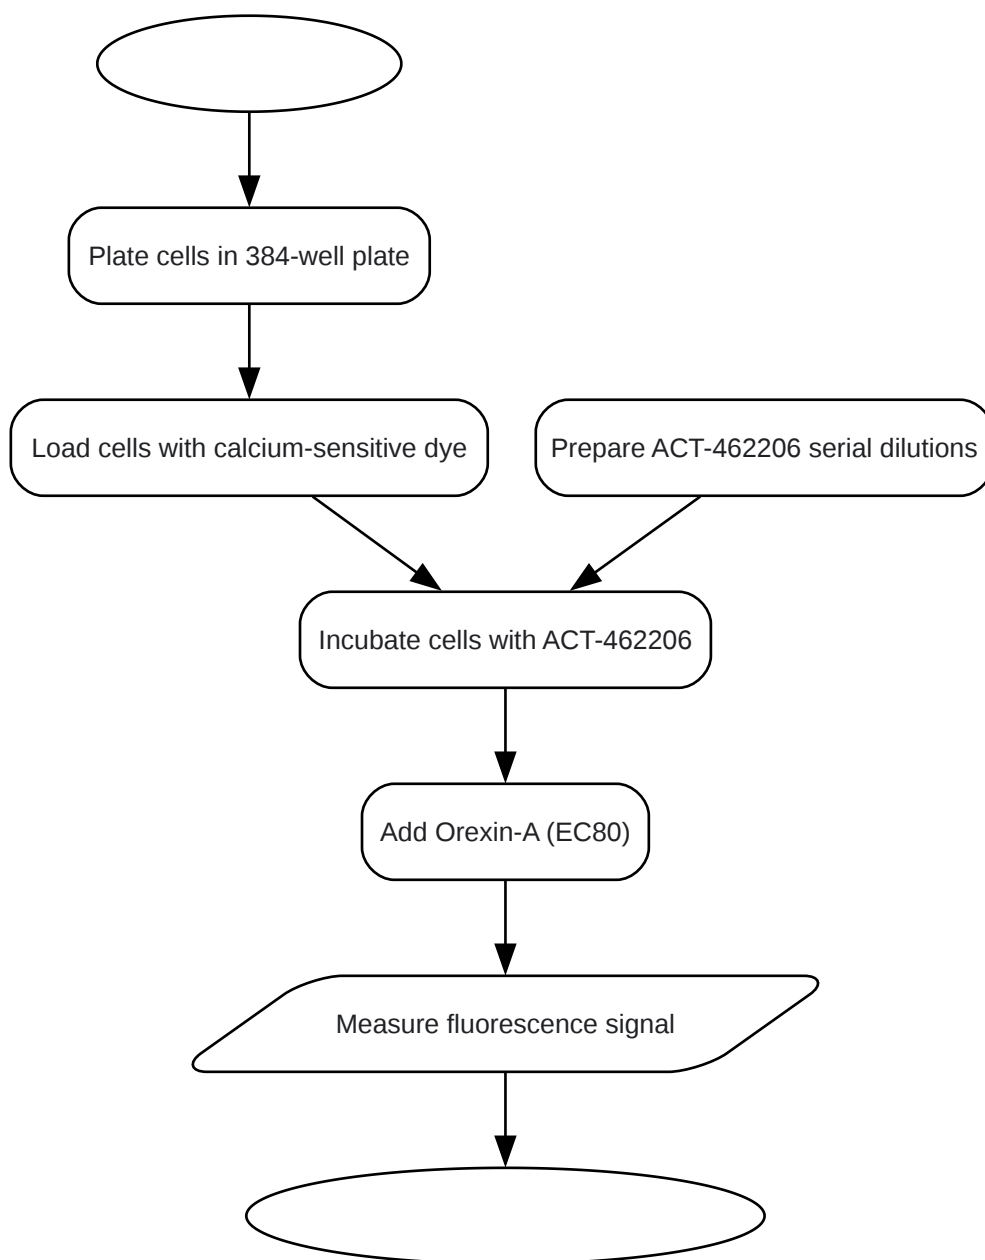 Plate cells in 384-well plate
Load cells with calcium-sensitive dye
Prepare ACT-462206 serial dilutions
Incubate cells with ACT-462206
Add Orexin-A (EC80)
Measure fluorescence signal